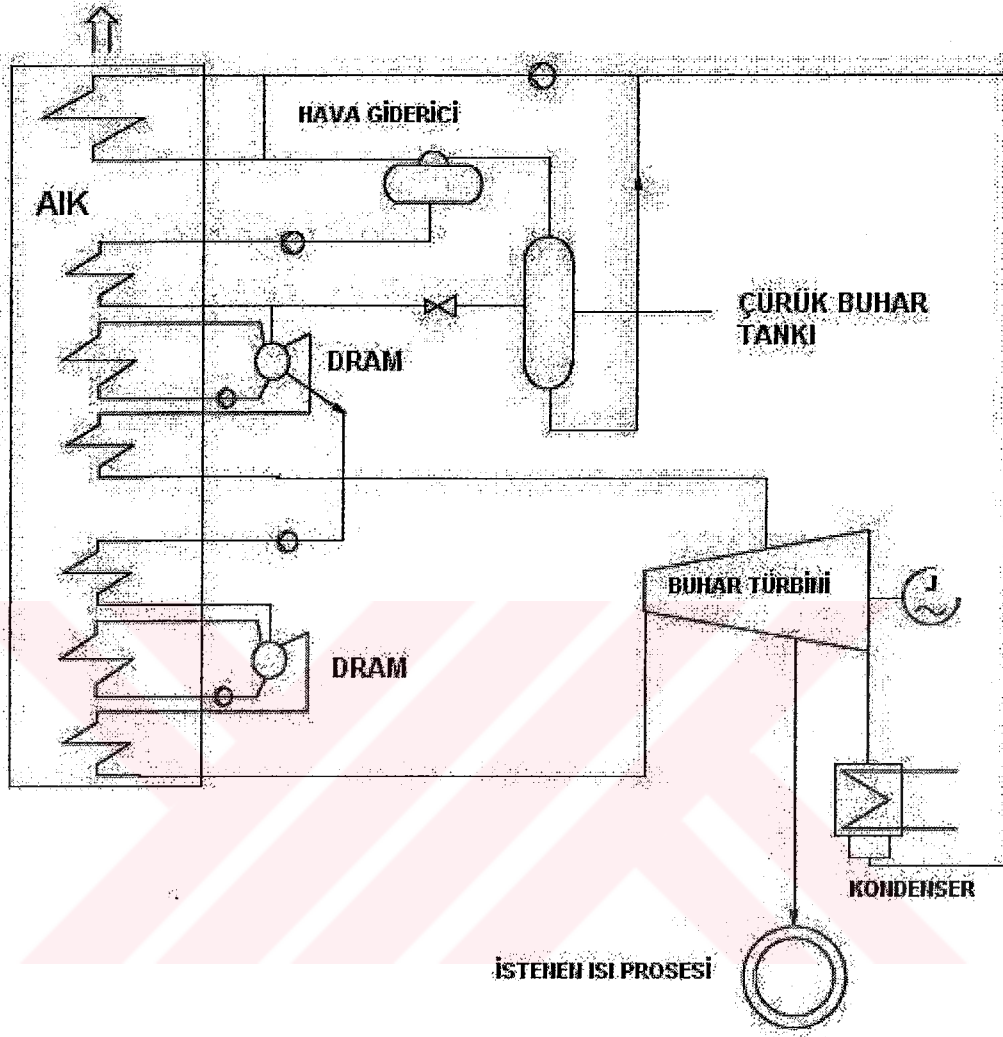 HAVA GİDERİCİ
AIK
ÇÜRÜK BUHAR
TANKI
DRAM
BUHAR TÜRBİNİ
J
DRAM
KONDENSER
İSTENEN ISI PROSESİ